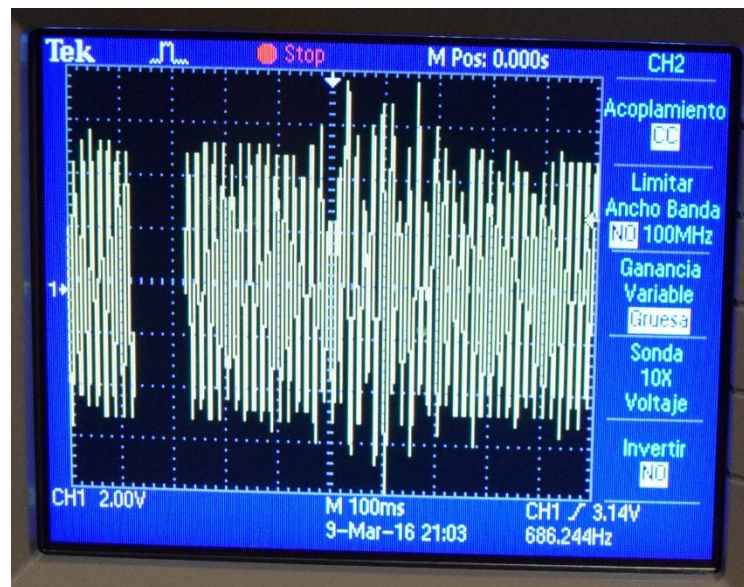 Tek Stop M Pos: 0.000s CH2
Acoplamiento
CC
Limitar
Ancho Banda
NO 100MHz
Ganancia
Variable
Gruesa
Sonda
10X
Voltaje
Invertir
NO
1
CH1 2.00V M 100ms CH1 3.14V
9-Mar-16 21:03 686.244Hz